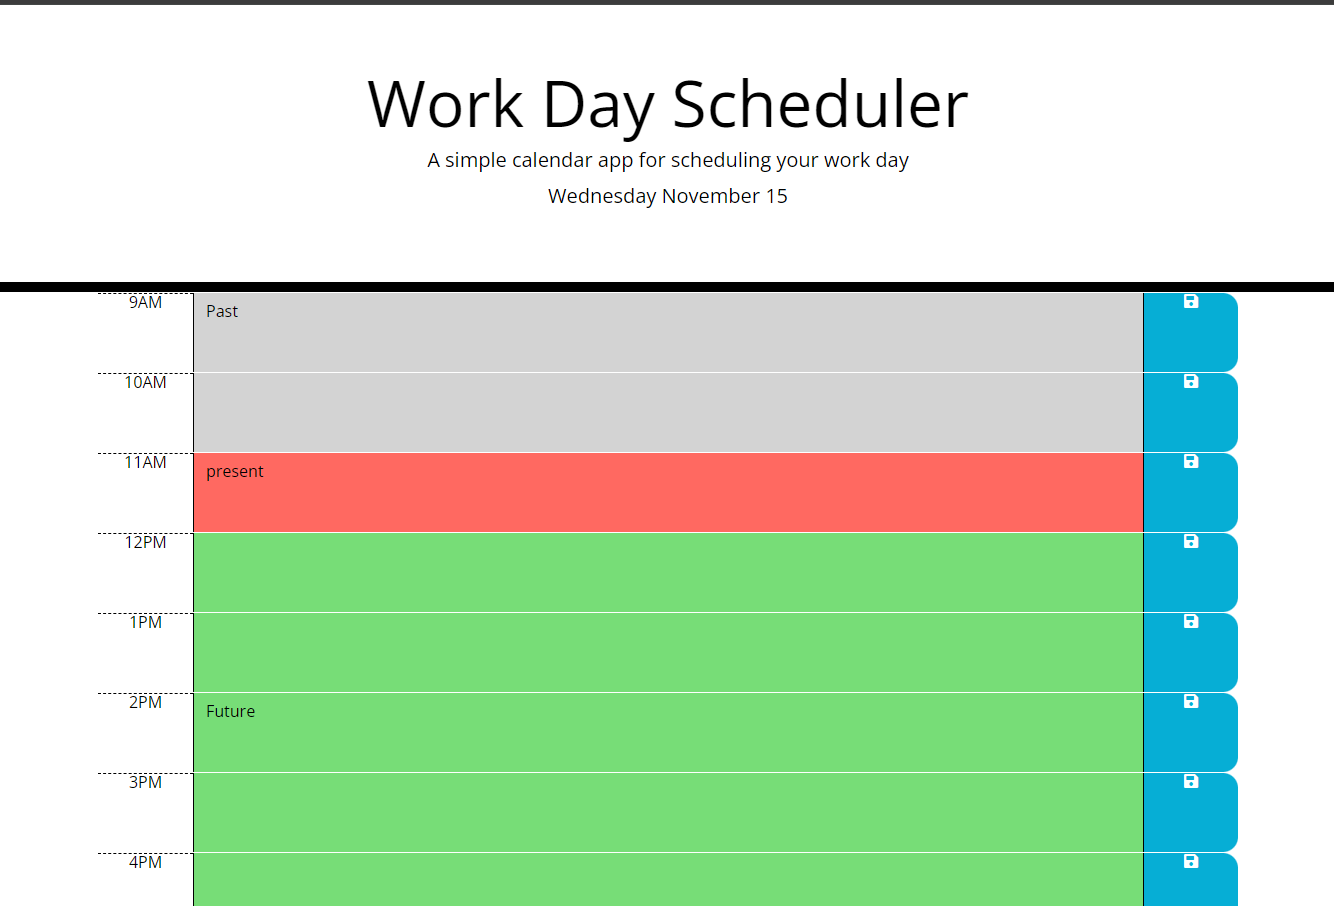 Work Day Scheduler
A simple calendar app for scheduling your work day
Wednesday November 15
9AM
Past
10AM
11AM
present
12PM
1PM
2PM
Future
3PM
4PM